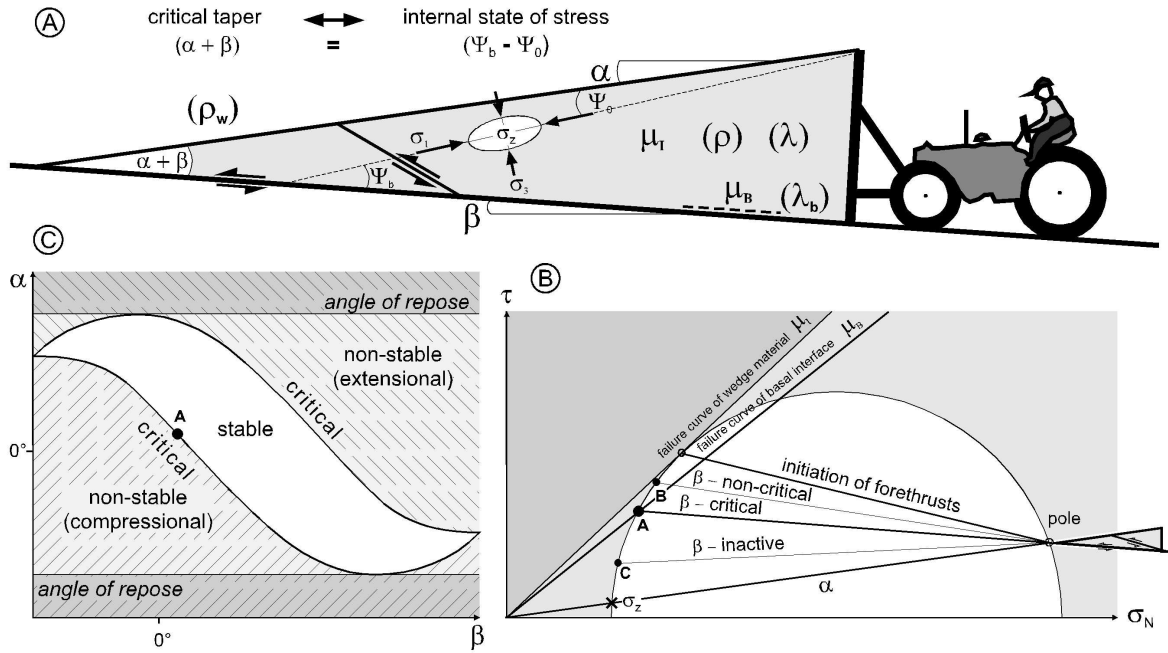 A
critical taper
internal state of stress
(α + β)
=
(Ψb - Ψ0)
(ρw)
α
Ψ0
σ1
σz
σ3
μI (ρ) (λ)
α + β
Ψb
μB (λb)
β
C
α
angle of repose
non-stable
(extensional)
critical
A
stable
critical
0°
non-stable
(compressional)
angle of repose
0°
β
B
τ
μI
μB
failure curve of wedge material
failure curve of basal interface
initiation of forethrusts
B
β – non-critical
A
β – critical
pole
β – inactive
C
σz
α
σN